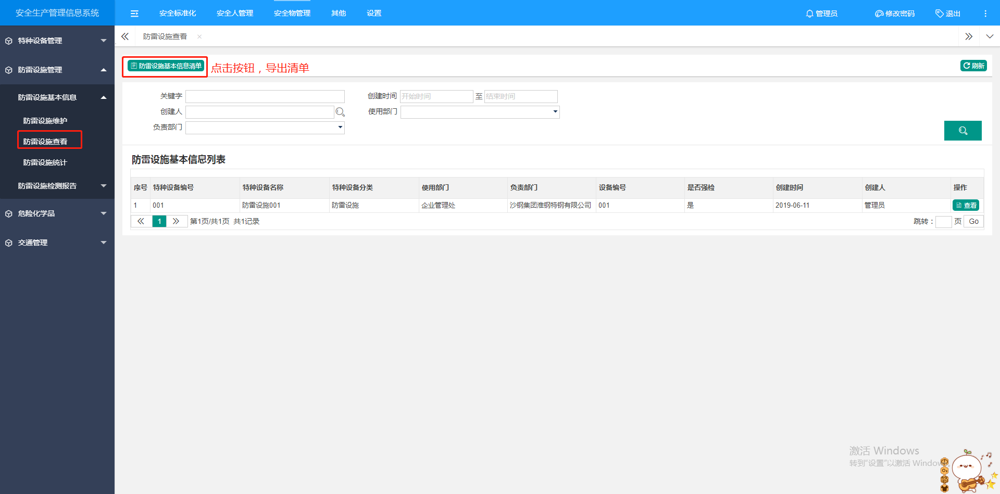 安全生产管理信息系统
安全标准化
安全人管理
安全物管理
其他
设置
管理员
修改密码
退出
特种设备管理
防雷设施管理
防雷设施基本信息
防雷设施维护
防雷设施查看
防雷设施统计
防雷设施检测报告
危险化学品
交通管理
防雷设施查看
防雷设施基本信息清单
点击按钮，导出清单
刷新
关键字
创建时间 开始时间 至 结束时间
创建人
使用部门
负责部门
防雷设施基本信息列表
序号 特种设备编号 特种设备名称 特种设备分类 使用部门 负责部门 设备编号 是否强检 创建时间 创建人 操作
1 001 防雷设施001 防雷设施 企业管理处 沙钢集团淮钢特钢有限公司 001 是 2019-06-11 管理员 查看
1 第1页/共1页 共1记录
跳转： 页 Go
激活 Windows
转到“设置”以激活 Windows。
中
简